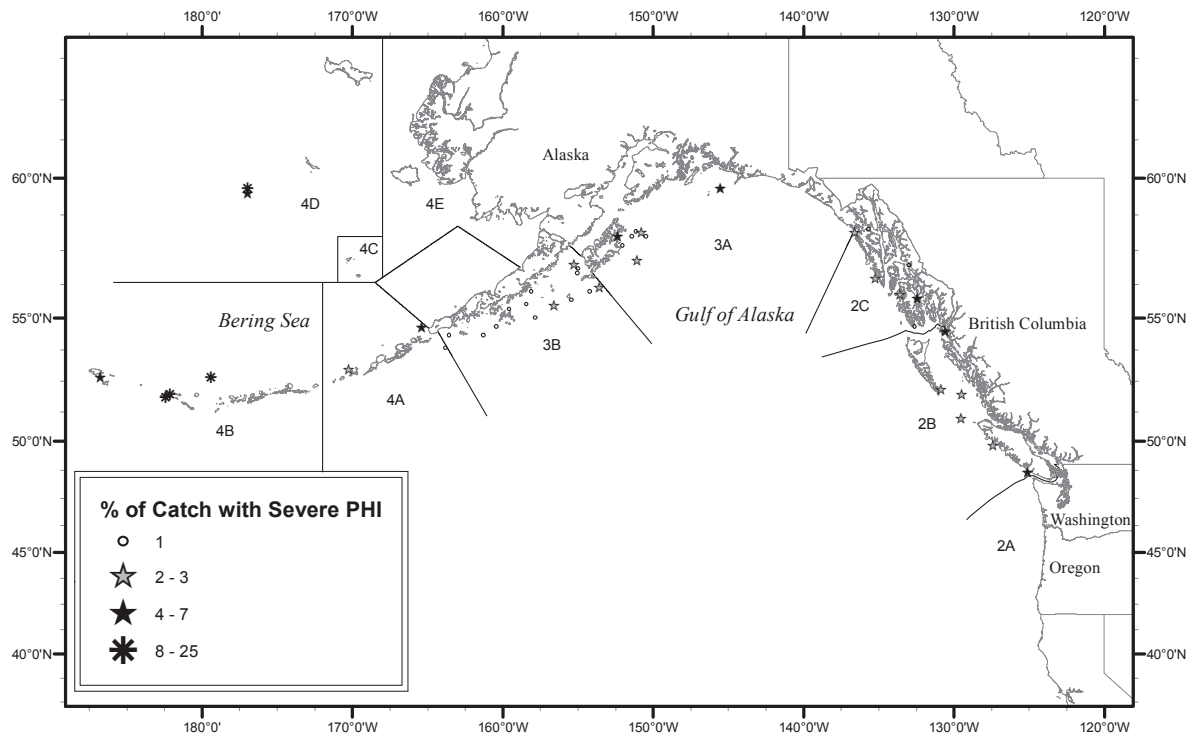 180° 170°0'W 160°0'W 150°0'W 140°0'W 130°0'W 120°0'W
Alaska
60°0'N 60°0'N
4D
4E
4C
3A
2C
55°0'N 55°0'N
Bering Sea
Gulf of Alaska
British Columbia
3B
4A
4B
2B
50°0'N 50°0'N
% of Catch with Severe PHI
1
2 - 3
4 - 7
8 - 25
Washington
2A
45°0'N 45°0'N
Oregon
40°0'N 40°0'N
180° 170°0'W 160°0'W 150°0'W 140°0'W 130°0'W 120°0'W